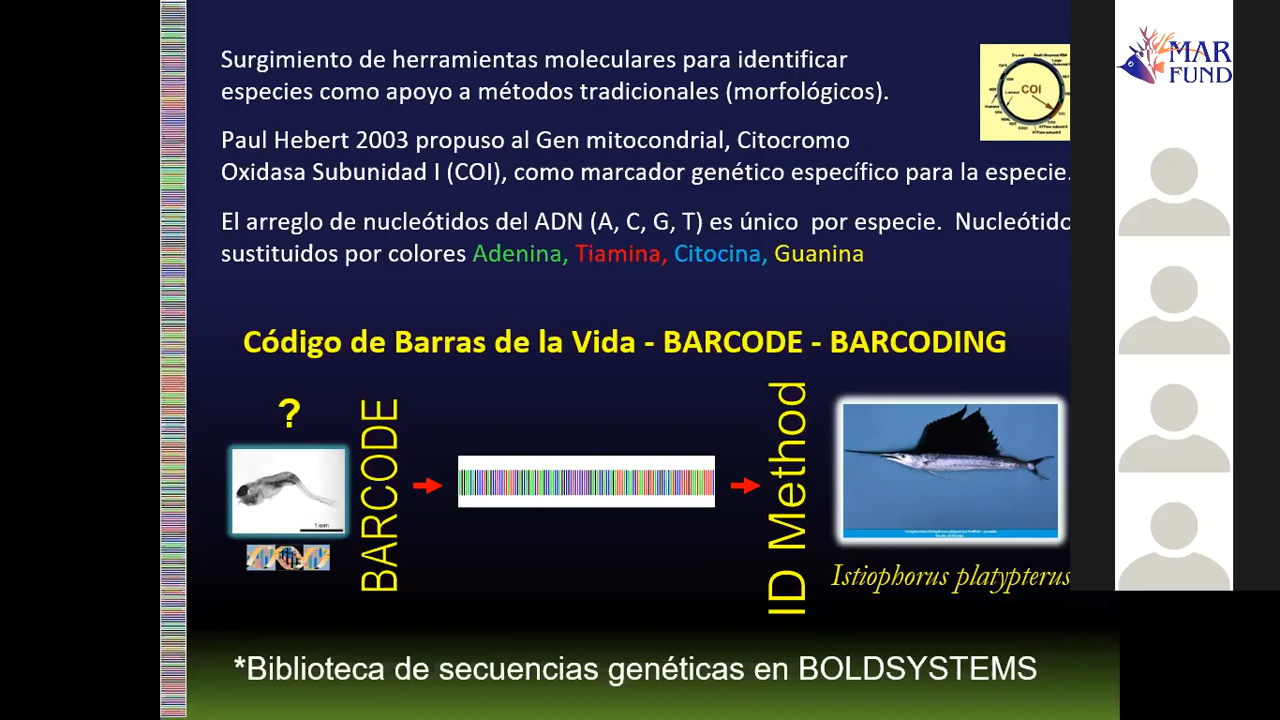 Surgimiento de herramientas moleculares para identificar
especies como apoyo a métodos tradicionales (morfológicos).
MAR
FUND
COI
Paul Hebert 2003 propuso al Gen mitocondrial, Citocromo
Oxidasa Subunidad I (COI), como marcador genético especifico para la especie.
El arreglo de nucleótidos del ADN (A, C, G, T) es único por especie. Nucleótido
sustituidos por colores Adenina, Tiamina, Citocina, Guanina
Código de Barras de la Vida - BARCODE - BARCODING
?
BARCODE
ID Method
1 mm
Istiophorus platypterus
*Biblioteca de secuencias genéticas en BOLDSYSTEMS